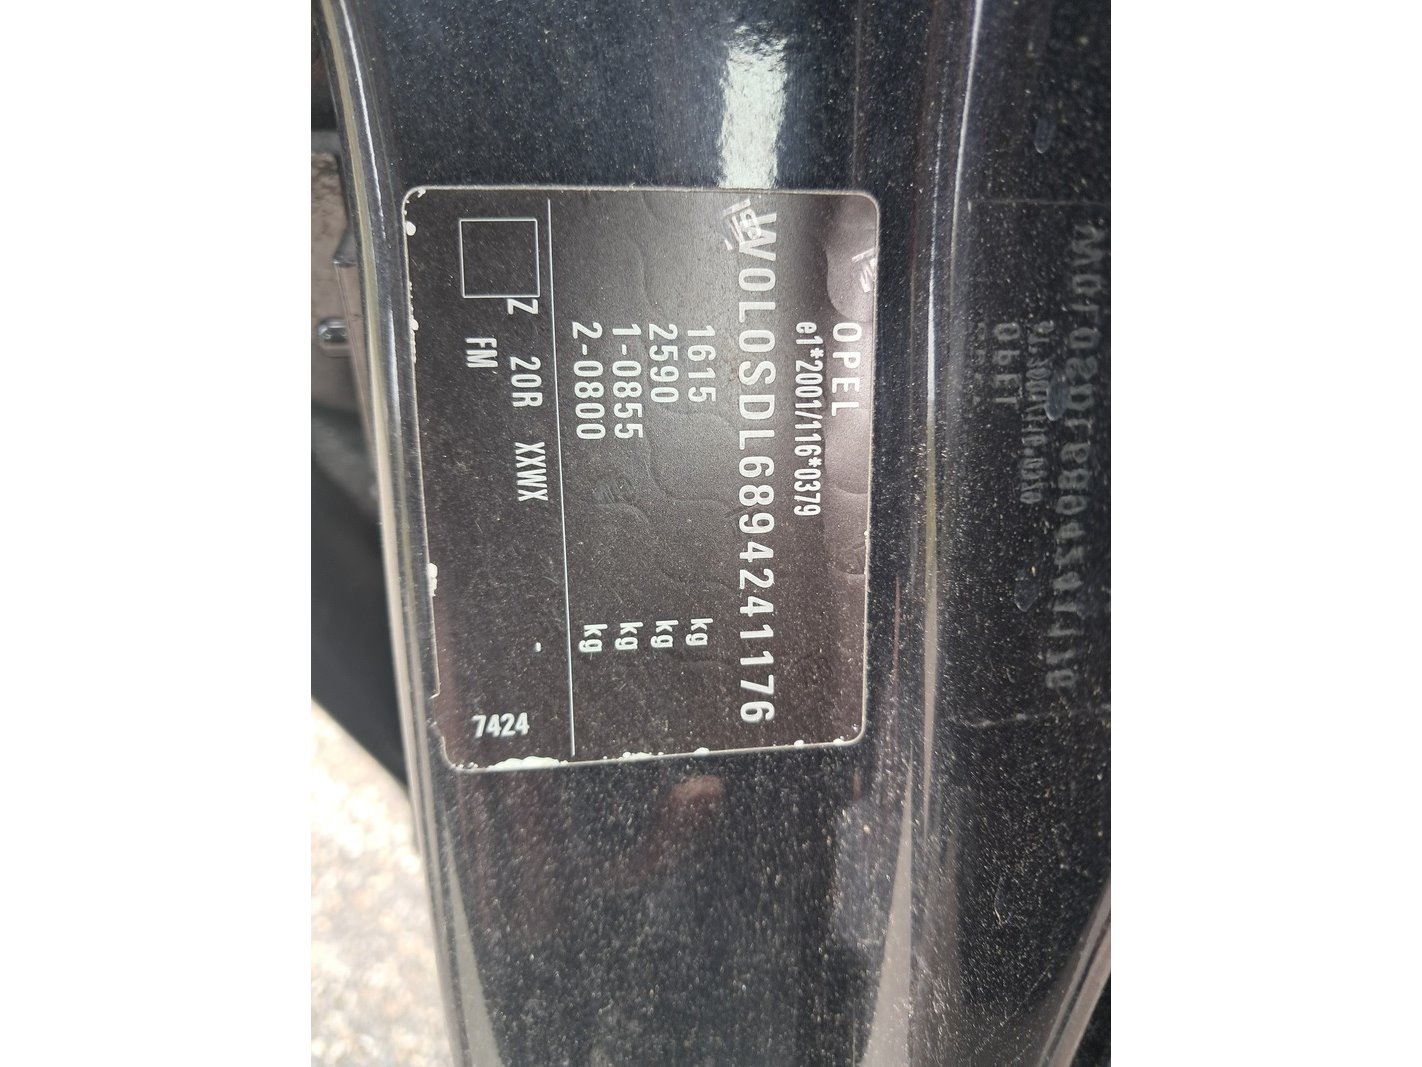 OPEL
e1*2001/116*0379
W0L0SDL6894241176
1615 kg
2590 kg
1-0855 kg
2-0800 kg
Z 20R XXWX -
FM 7424